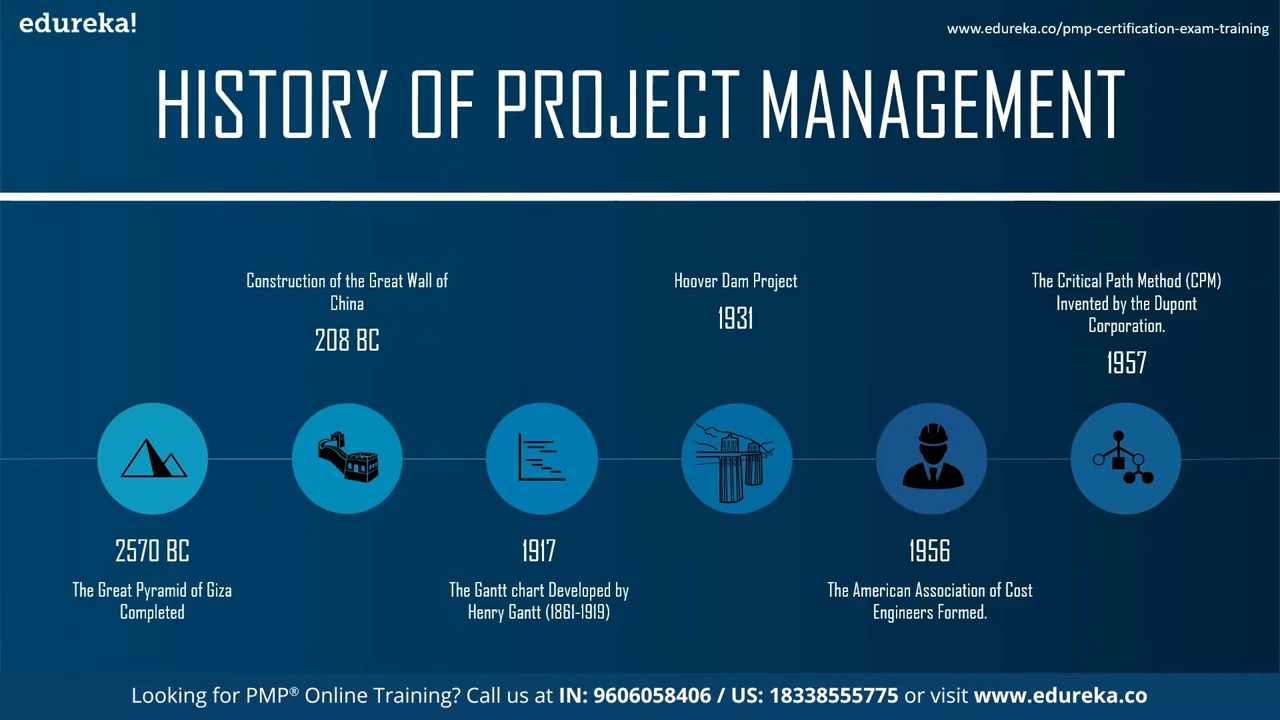 edureka!
www.edureka.co/pmp-certification-exam-training
HISTORY OF PROJECT MANAGEMENT
Construction of the Great Wall of
China
208 BC
Hoover Dam Project
1931
The Critical Path Method (CPM)
Invented by the Dupont
Corporation.
1957
2570 BC
The Great Pyramid of Giza
Completed
1917
The Gantt chart Developed by
Henry Gantt (1861-1919)
1956
The American Association of Cost
Engineers Formed.
Looking for PMP® Online Training? Call us at IN: 9606058406 / US: 18338555775 or visit www.edureka.co